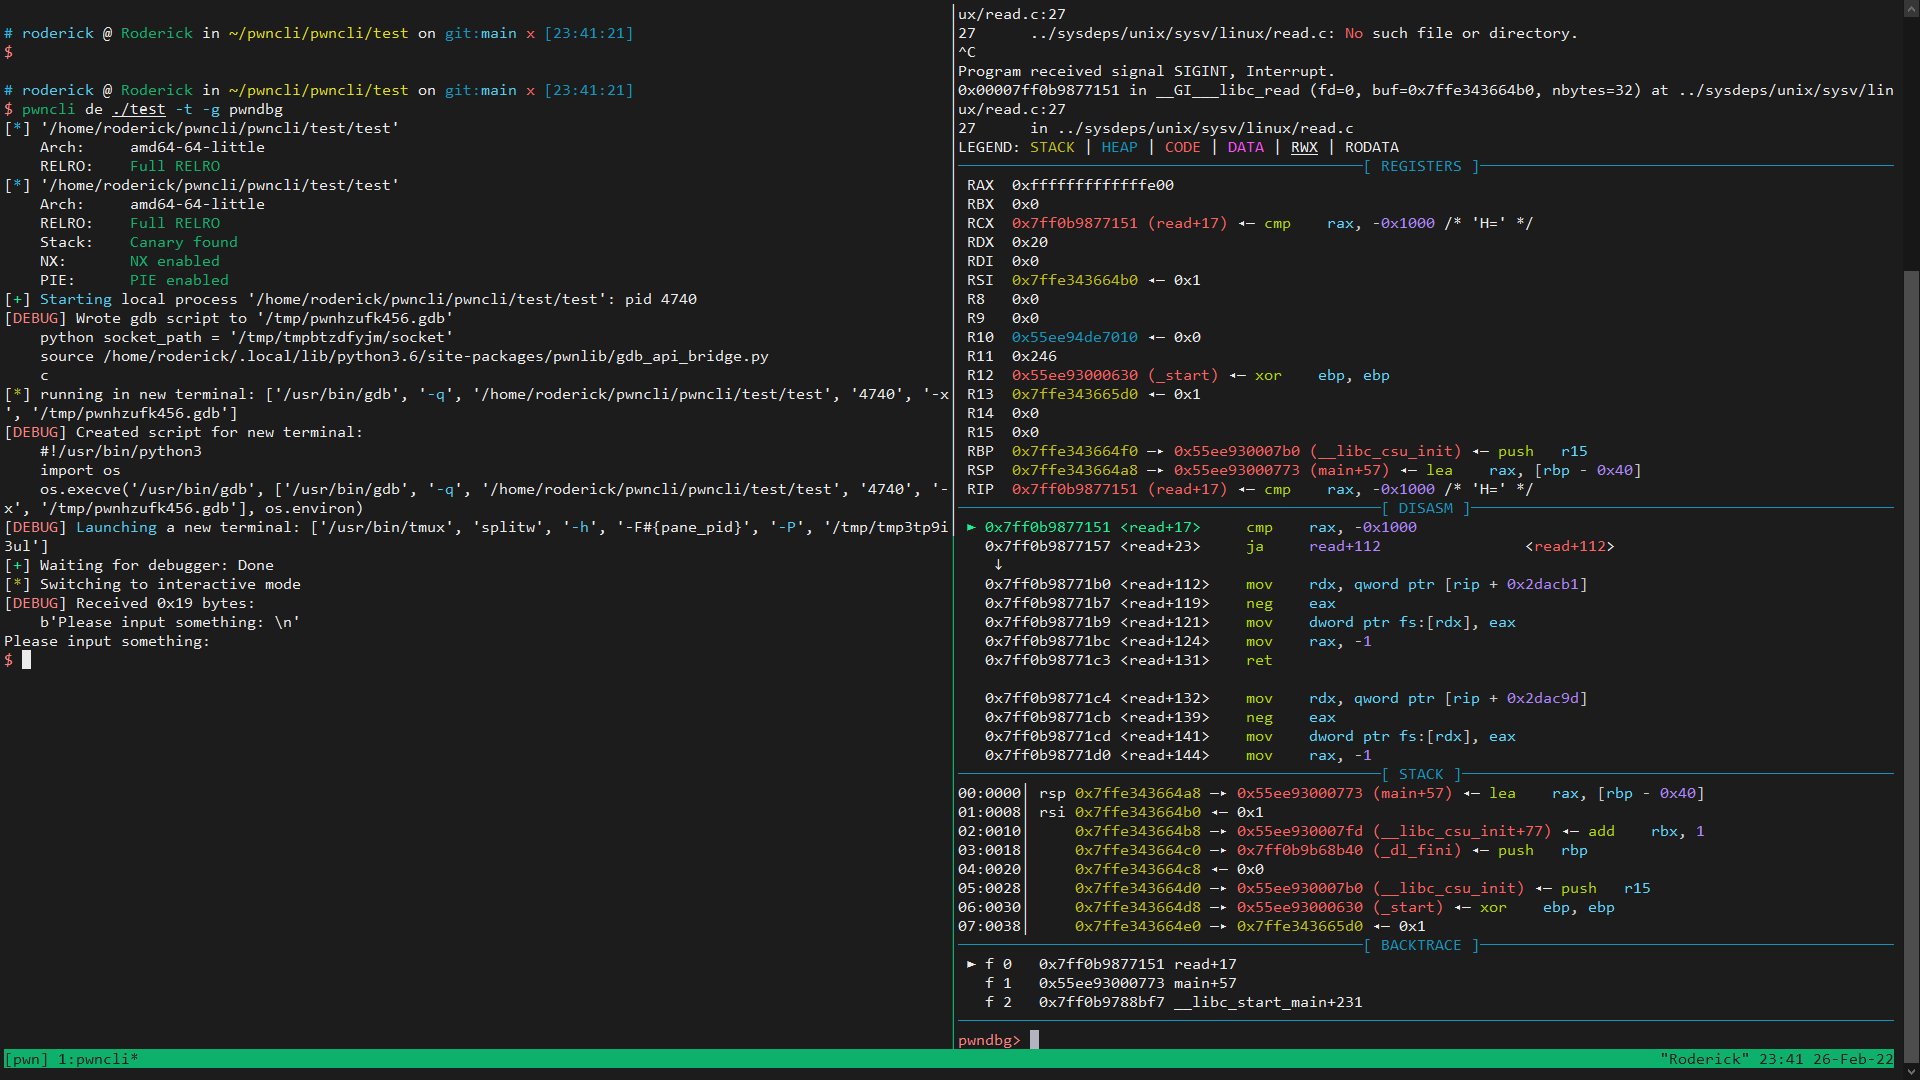 # roderick @ Roderick in ~/pwncli/pwncli/test on git:main x [23:41:21]
$
# roderick @ Roderick in ~/pwncli/pwncli/test on git:main x [23:41:21]
$ pwncli de ./test -t -g pwndbg
[*] '/home/roderick/pwncli/pwncli/test/test'
    Arch:     amd64-64-little
    RELRO:    Full RELRO
[*] '/home/roderick/pwncli/pwncli/test/test'
    Arch:     amd64-64-little
    RELRO:    Full RELRO
    Stack:    Canary found
    NX:       NX enabled
    PIE:      PIE enabled
[+] Starting local process '/home/roderick/pwncli/pwncli/test/test': pid 4740
[DEBUG] Wrote gdb script to '/tmp/pwnhzufk456.gdb'
    python socket_path = '/tmp/tmpbtzdfyjm/socket'
    source /home/roderick/.local/lib/python3.6/site-packages/pwnlib/gdb_api_bridge.py
    c
[*] running in new terminal: ['/usr/bin/gdb', '-q', '/home/roderick/pwncli/pwncli/test/test', '4740', '-x
', '/tmp/pwnhzufk456.gdb']
[DEBUG] Created script for new terminal:
    #!/usr/bin/python3
    import os
    os.execve('/usr/bin/gdb', ['/usr/bin/gdb', '-q', '/home/roderick/pwncli/pwncli/test/test', '4740', '-
x', '/tmp/pwnhzufk456.gdb'], os.environ)
[DEBUG] Launching a new terminal: ['/usr/bin/tmux', 'splitw', '-h', '-F#{pane_pid}', '-P', '/tmp/tmp3tp9i
3ul']
[+] Waiting for debugger: Done
[*] Switching to interactive mode
[DEBUG] Received 0x19 bytes:
    b'Please input something: \n'
Please input something:
$
ux/read.c:27
27      ../sysdeps/unix/sysv/linux/read.c: No such file or directory.
^C
Program received signal SIGINT, Interrupt.
0x00007ff0b9877151 in __GI___libc_read (fd=0, buf=0x7ffe343664b0, nbytes=32) at ../sysdeps/unix/sysv/lin
ux/read.c:27
27      in ../sysdeps/unix/sysv/linux/read.c
LEGEND: STACK | HEAP | CODE | DATA | RWX | RODATA
[ REGISTERS ]
 RAX  0xfffffffffffffe00
 RBX  0x0
 RCX  0x7ff0b9877151 (read+17) ◂— cmp    rax, -0x1000 /* 'H=' */
 RDX  0x20
 RDI  0x0
 RSI  0x7ffe343664b0 ◂— 0x1
 R8   0x0
 R9   0x0
 R10  0x55ee94de7010 ◂— 0x0
 R11  0x246
 R12  0x55ee93000630 (_start) ◂— xor    ebp, ebp
 R13  0x7ffe343665d0 ◂— 0x1
 R14  0x0
 R15  0x0
 RBP  0x7ffe343664f0 —▸ 0x55ee930007b0 (__libc_csu_init) ◂— push   r15
 RSP  0x7ffe343664a8 —▸ 0x55ee93000773 (main+57) ◂— lea    rax, [rbp - 0x40]
 RIP  0x7ff0b9877151 (read+17) ◂— cmp    rax, -0x1000 /* 'H=' */
[ DISASM ]
 ► 0x7ff0b9877151 <read+17>     cmp    rax, -0x1000
   0x7ff0b9877157 <read+23>     ja     read+112                <read+112>
    ↓
   0x7ff0b98771b0 <read+112>    mov    rdx, qword ptr [rip + 0x2dacb1]
   0x7ff0b98771b7 <read+119>    neg    eax
   0x7ff0b98771b9 <read+121>    mov    dword ptr fs:[rdx], eax
   0x7ff0b98771bc <read+124>    mov    rax, -1
   0x7ff0b98771c3 <read+131>    ret
   0x7ff0b98771c4 <read+132>    mov    rdx, qword ptr [rip + 0x2dac9d]
   0x7ff0b98771cb <read+139>    neg    eax
   0x7ff0b98771cd <read+141>    mov    dword ptr fs:[rdx], eax
   0x7ff0b98771d0 <read+144>    mov    rax, -1
[ STACK ]
00:0000│ rsp 0x7ffe343664a8 —▸ 0x55ee93000773 (main+57) ◂— lea    rax, [rbp - 0x40]
01:0008│ rsi 0x7ffe343664b0 ◂— 0x1
02:0010│     0x7ffe343664b8 —▸ 0x55ee930007fd (__libc_csu_init+77) ◂— add    rbx, 1
03:0018│     0x7ffe343664c0 —▸ 0x7ff0b9b68b40 (_dl_fini) ◂— push   rbp
04:0020│     0x7ffe343664c8 ◂— 0x0
05:0028│     0x7ffe343664d0 —▸ 0x55ee930007b0 (__libc_csu_init) ◂— push   r15
06:0030│     0x7ffe343664d8 —▸ 0x55ee93000630 (_start) ◂— xor    ebp, ebp
07:0038│     0x7ffe343664e0 —▸ 0x7ffe343665d0 ◂— 0x1
[ BACKTRACE ]
 ► f 0   0x7ff0b9877151 read+17
   f 1   0x55ee93000773 main+57
   f 2   0x7ff0b9788bf7 __libc_start_main+231
pwndbg>
[pwn] 1:pwncli* "Roderick" 23:41 26-Feb-22